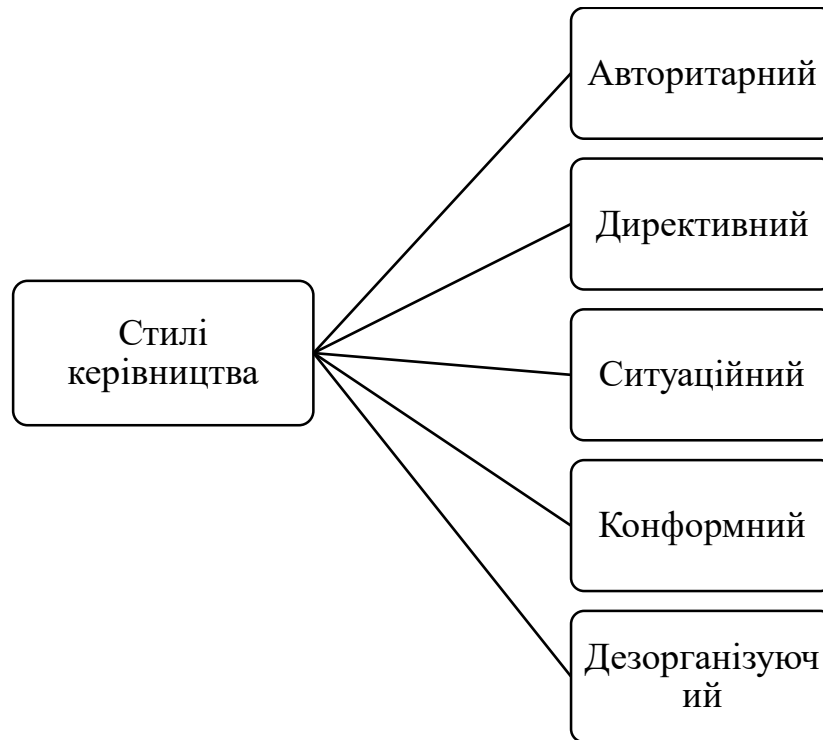 Стилі
керівництва
Авторитарний
Директивний
Ситуаційний
Конформний
Дезорганізуюч
ий